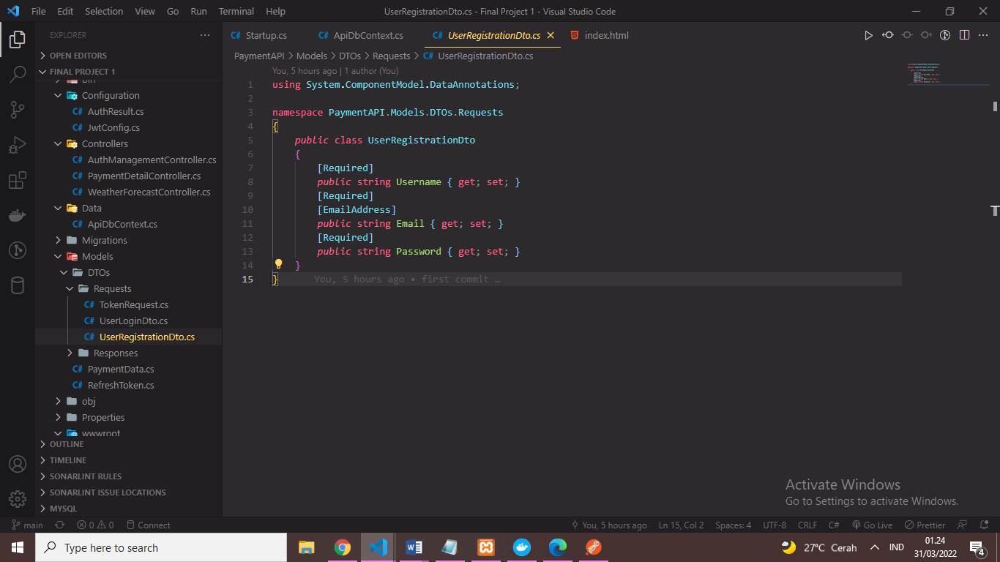 File Edit Selection View Go Run Terminal Help
UserRegistrationDto.cs - Final Project 1 - Visual Studio Code
EXPLORER
OPEN EDITORS
FINAL PROJECT 1
bin
Configuration
C# AuthResult.cs
C# JwtConfig.cs
Controllers
C# AuthManagementController.cs
C# PaymentDetailController.cs
C# WeatherForecastController.cs
Data
C# ApiDbContext.cs
Migrations
Models
DTOs
Requests
C# TokenRequest.cs
C# UserLoginDto.cs
C# UserRegistrationDto.cs
Responses
C# PaymentData.cs
C# RefreshToken.cs
obj
Properties
wwwroot
OUTLINE
TIMELINE
SONARLINT RULES
SONARLINT ISSUE LOCATIONS
MYSQL
C# Startup.cs C# ApiDbContext.cs C# UserRegistrationDto.cs index.html
PaymentAPI > Models > DTOs > Requests > C# UserRegistrationDto.cs
You, 5 hours ago | 1 author (You)
1 using System.ComponentModel.DataAnnotations;
2
3 namespace PaymentAPI.Models.DTOs.Requests
4 {
5 public class UserRegistrationDto
6 {
7 [Required]
8 public string Username { get; set; }
9 [Required]
10 [EmailAddress]
11 public string Email { get; set; }
12 [Required]
13 public string Password { get; set; }
14 }
15 } You, 5 hours ago • first commit …
Activate Windows
Go to Settings to activate Windows.
main 0 0 Connect You, 5 hours ago Ln 15, Col 2 Spaces: 4 UTF-8 CRLF C# Go Live Prettier
Type here to search
27°C Cerah IND
01.24
31/03/2022
4